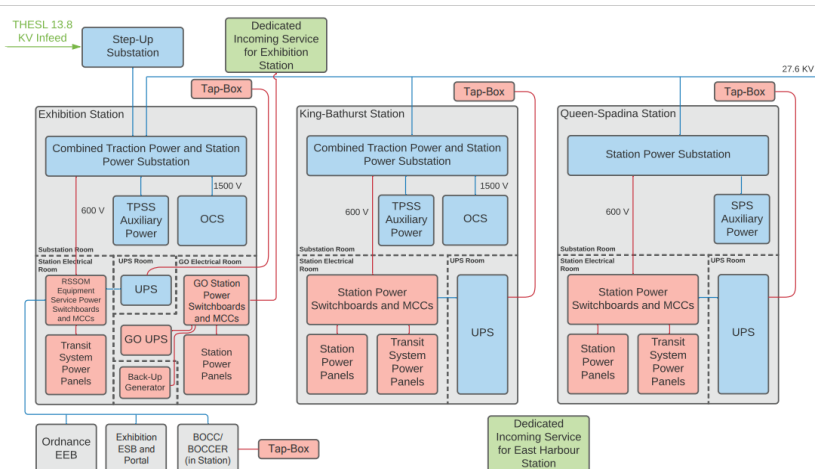 THESL 13.8
KV Infeed
Step-Up
Substation
Dedicated
Incoming Service
for Exhibition
Station
27.6 KV
Tap-Box
Tap-Box
Tap-Box
Exhibition Station
Combined Traction Power and Station
Power Substation
1500 V
600 V
TPSS
Auxiliary
Power
OCS
Substation Room
Station Electrical
Room
UPS Room
GO Electrical Room
RSSOM
Equipment
Service Power
Switchboards
and MCCs
UPS
GO Station
Power
Switchboards
and MCCs
GO UPS
Transit
System
Power
Panels
Back-Up
Generator
Station
Power
Panels
King-Bathurst Station
Combined Traction Power and Station
Power Substation
1500 V
600 V
TPSS
Auxiliary
Power
OCS
Substation Room
Station Electrical
Room
UPS Room
Station Power
Switchboards and MCCs
UPS
Station
Power
Panels
Transit
System
Power
Panels
Queen-Spadina Station
Station Power Substation
600 V
SPS
Auxiliary
Power
Substation Room
Station Electrical
Room
UPS Room
Station Power
Switchboards and MCCs
UPS
Station
Power
Panels
Transit
System
Power
Panels
Ordnance
EEB
Exhibition
ESB and
Portal
BOCC/
BOCCER
(in Station)
Tap-Box
Dedicated
Incoming Service
for East Harbour
Station